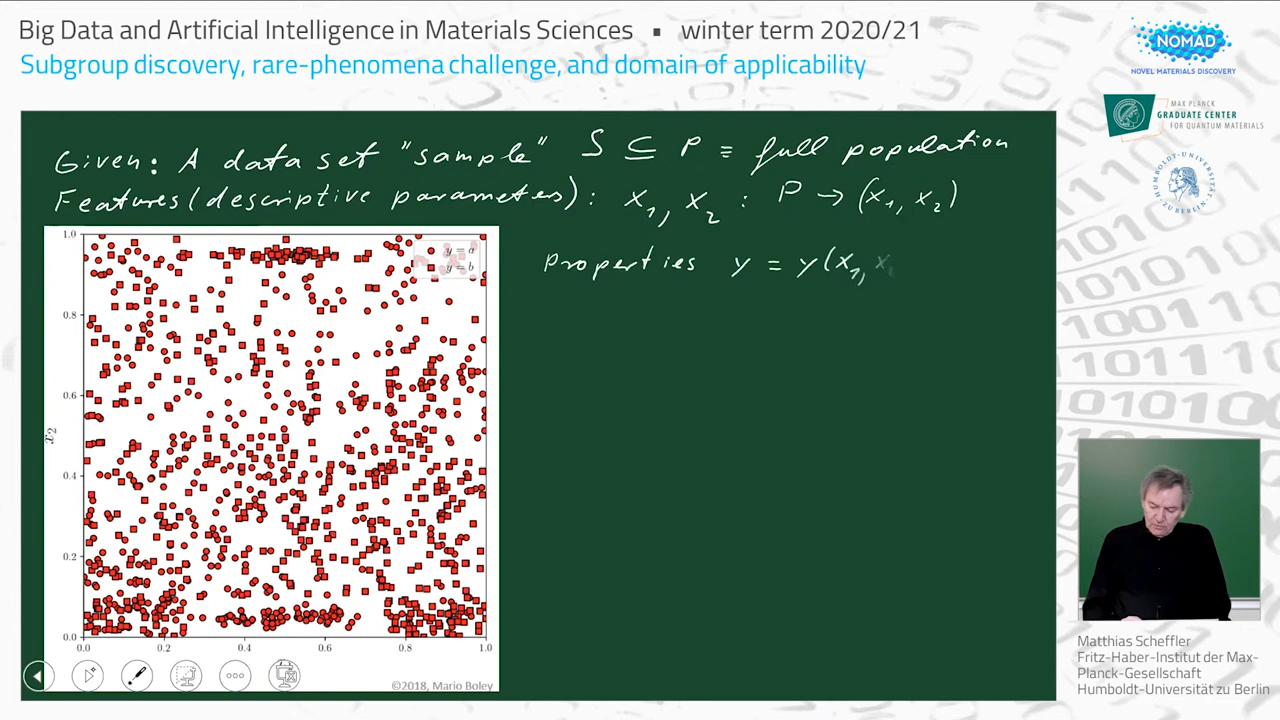 Big Data and Artificial Intelligence in Materials Sciences ▪ winter term 2020/21
Subgroup discovery, rare-phenomena challenge, and domain of applicability
NOMAD
NOVEL MATERIALS DISCOVERY
MAX PLANCK
GRADUATE CENTER
FOR QUANTUM MATERIALS
HUMBOLDT-UNIVERSITÄT
ZU BERLIN
Given: A data set "sample" S ⊆ P ≡ full population
Features (descriptive parameters): x₁, x₂ : P → (x₁, x₂)
Properties y = y(x₁, x
1.0
y = a
y = b
0.8
0.6
x₂
0.4
0.2
0.0
0.0 0.2 0.4 0.6 0.8 1.0
©2018, Mario Boley
Matthias Scheffler
Fritz-Haber-Institut der Max-
Planck-Gesellschaft
Humboldt-Universität zu Berlin